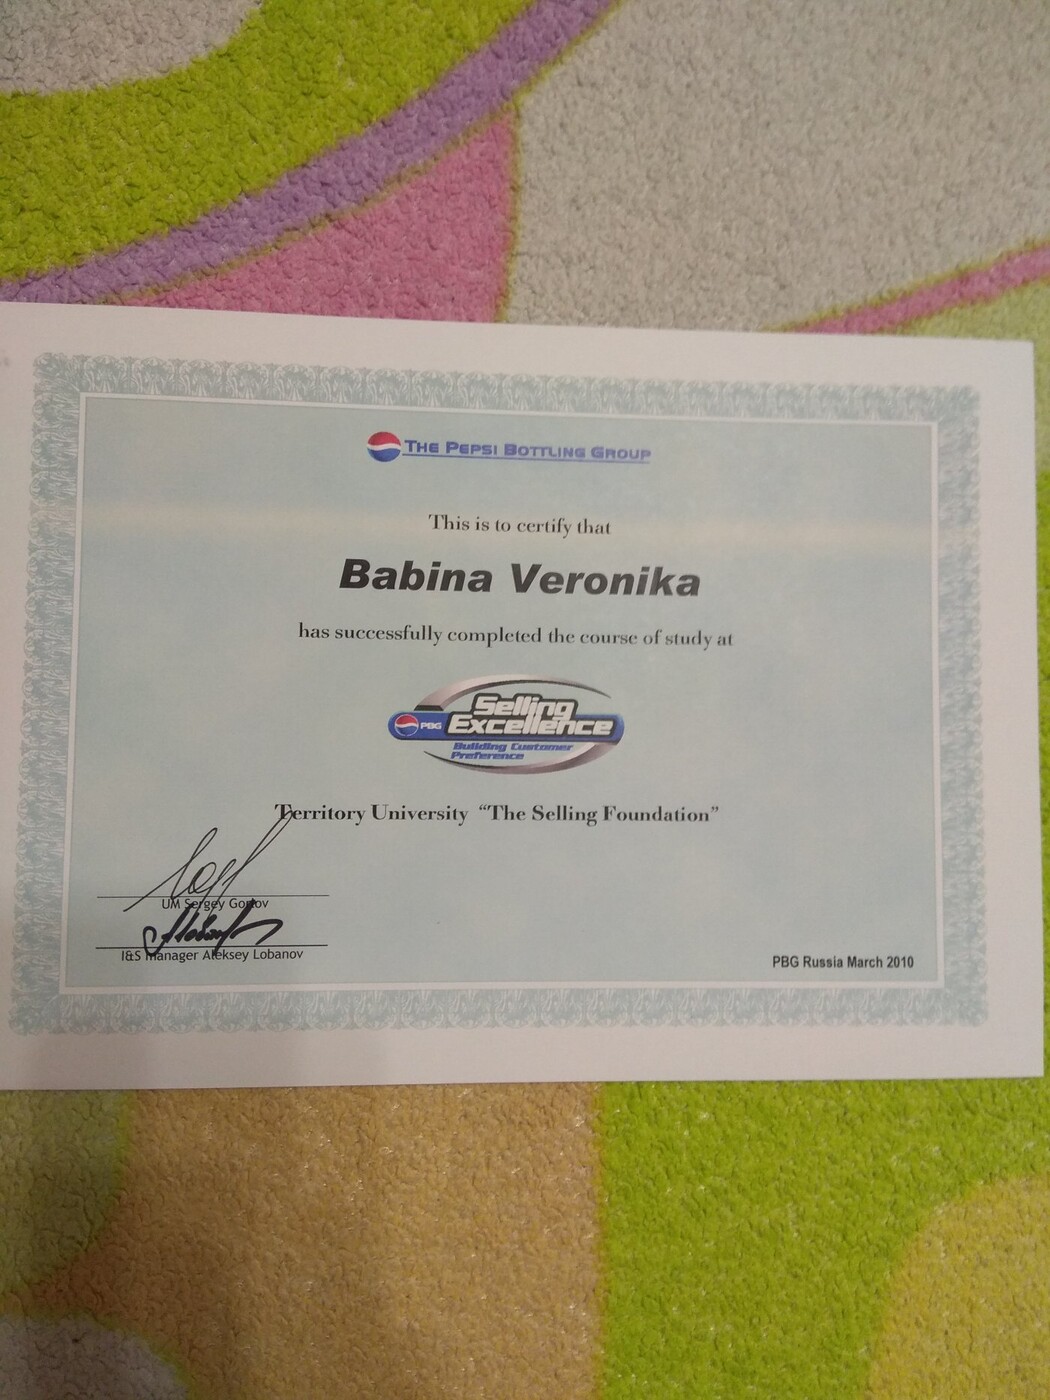 The Pepsi Bottling Group
This is to certify that
Babina Veronika
has successfully completed the course of study at
Selling
PBG Excellence
Building Customer
Preference
Territory University “The Selling Foundation”
UM Sergey
I&S manager Aleksey Lobanov
PBG Russia March 2010